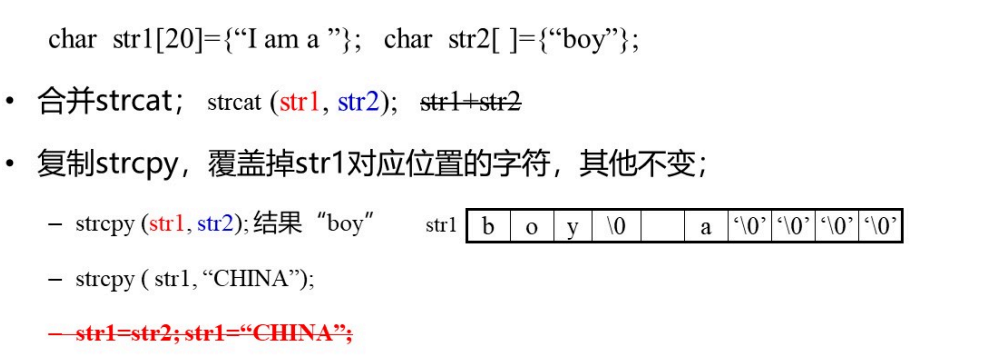 char str1[20]={“I am a ”}; char str2[ ]={“boy”};
• 合并strcat； strcat (str1, str2); str1+str2
• 复制strcpy，覆盖掉str1对应位置的字符，其他不变；
– strcpy (str1, str2); 结果“boy” str1 b o y \0 a ‘\0’ ‘\0’ ‘\0’ ‘\0’
– strcpy ( str1, “CHINA”);
– str1=str2; str1=“CHINA”;